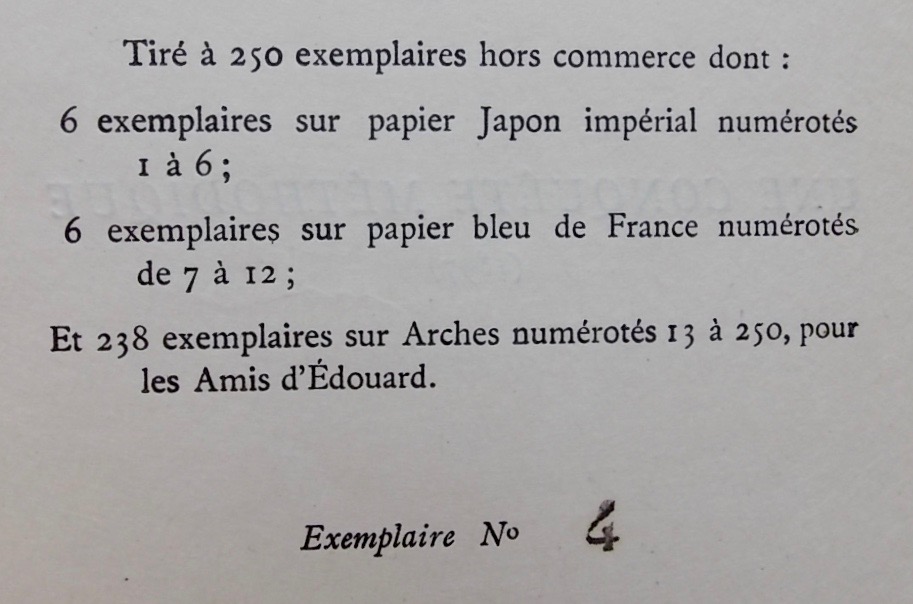 Tiré à 250 exemplaires hors commerce dont :
6 exemplaires sur papier Japon impérial numérotés
1 à 6 ;
6 exemplaires sur papier bleu de France numérotés
de 7 à 12 ;
Et 238 exemplaires sur Arches numérotés 13 à 250, pour
les Amis d'Édouard.
Exemplaire Nº 4